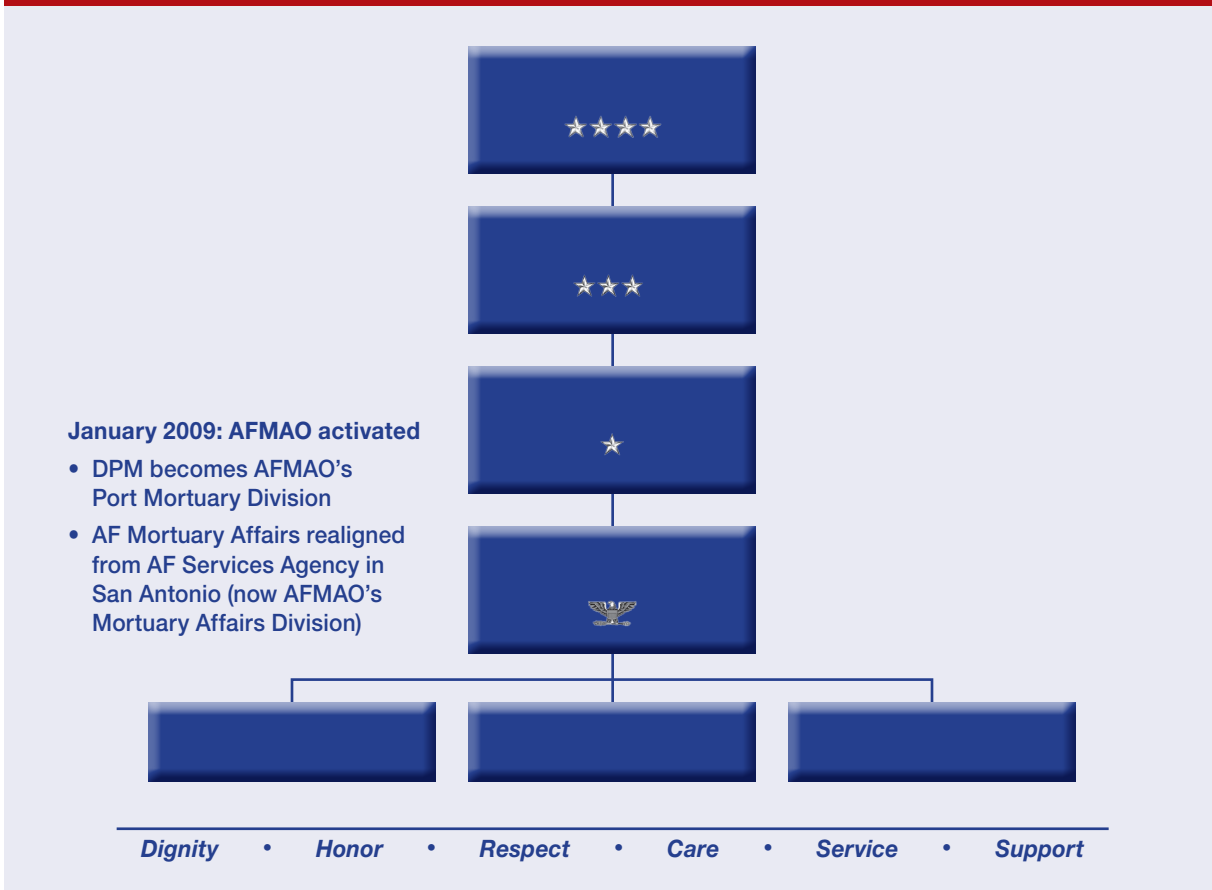 January 2009: AFMAO activated
• DPM becomes AFMAO's
Port Mortuary Division
• AF Mortuary Affairs realigned
from AF Services Agency in
San Antonio (now AFMAO's
Mortuary Affairs Division)
Dignity • Honor • Respect • Care • Service • Support